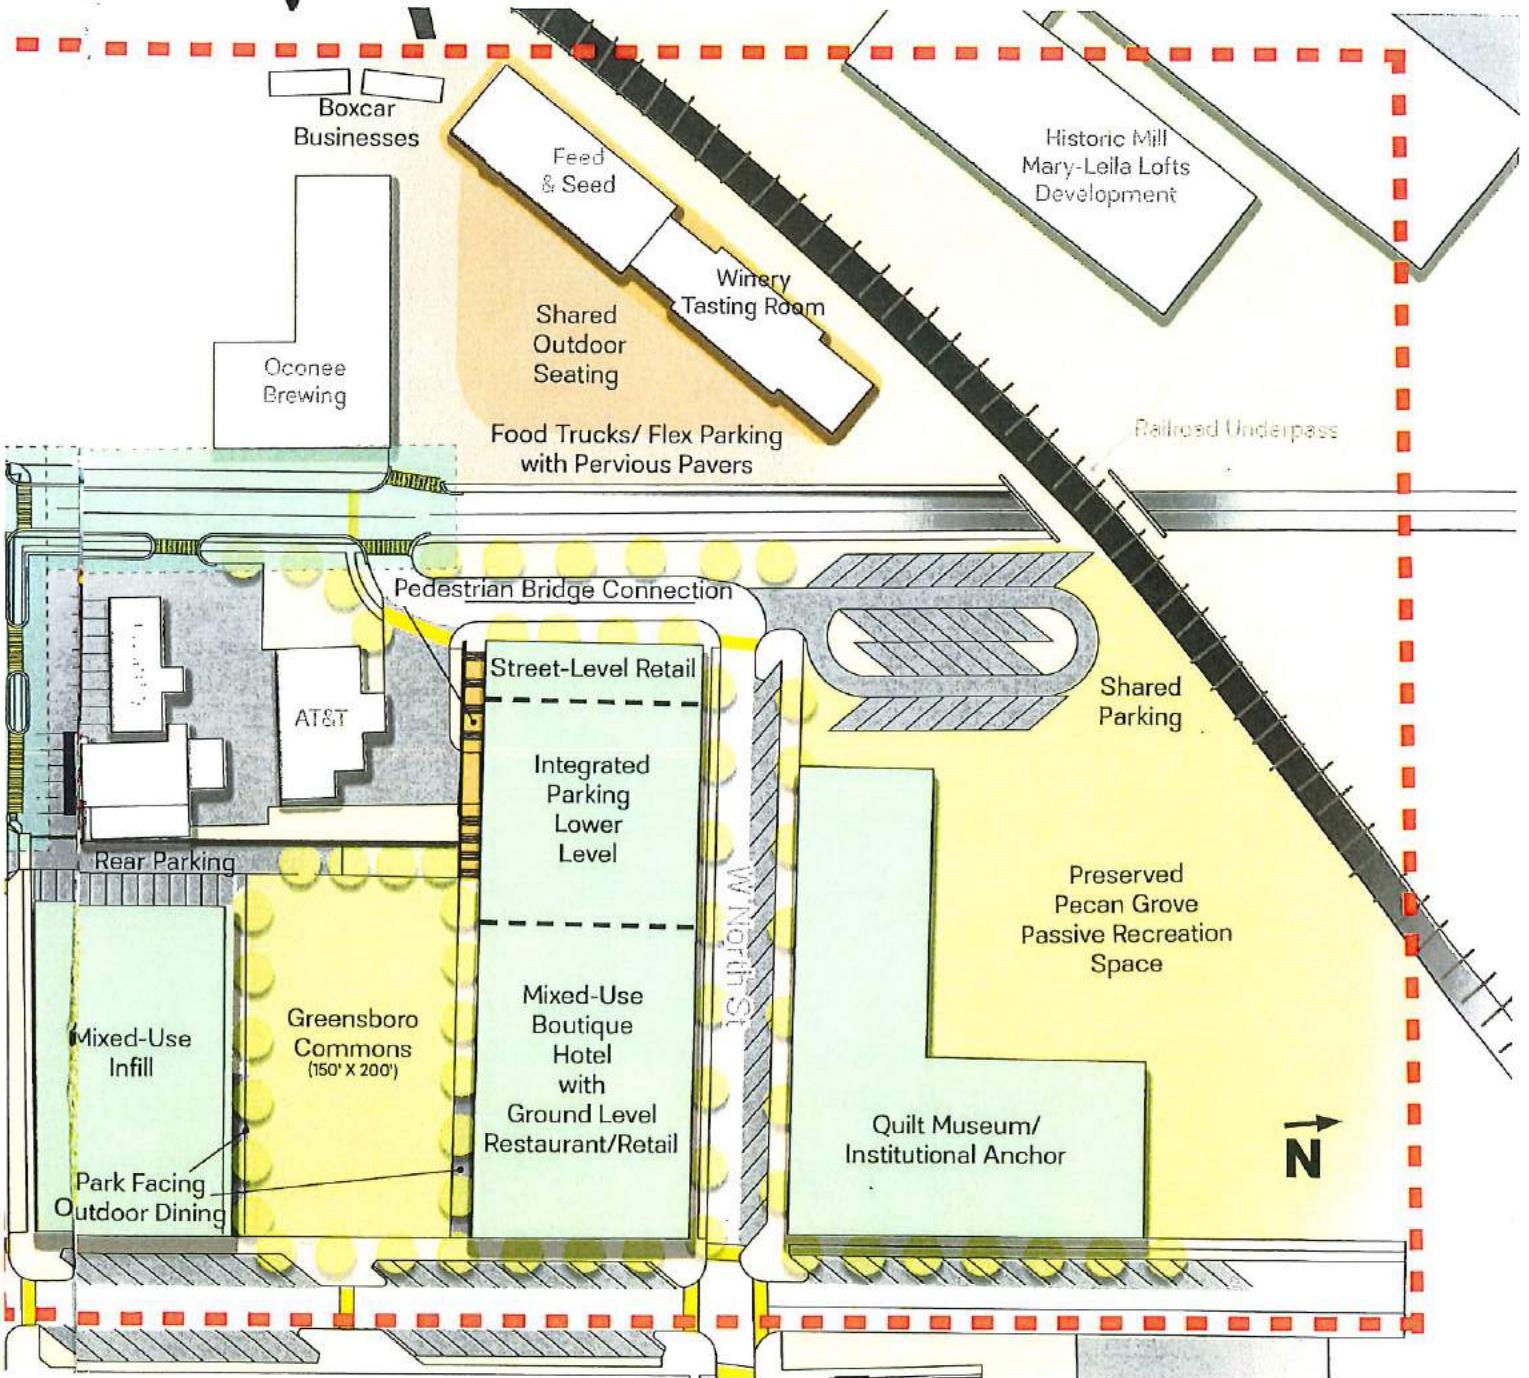 Boxcar
Businesses
Feed
& Seed
Historic Mill
Mary-Leila Lofts
Development
Winery
Tasting Room
Shared
Outdoor
Seating
Oconee
Brewing
Food Trucks/ Flex Parking
with Pervious Pavers
Railroad Underpass
Pedestrian Bridge Connection
Street-Level Retail
AT&T
Shared
Parking
Integrated
Parking
Lower
Level
Rear Parking
W North St
Preserved
Pecan Grove
Passive Recreation
Space
Mixed-Use
Infill
Greensboro
Commons
(150' X 200')
Mixed-Use
Boutique
Hotel
with
Ground Level
Restaurant/Retail
Quilt Museum/
Institutional Anchor
N
Park Facing
Outdoor Dining